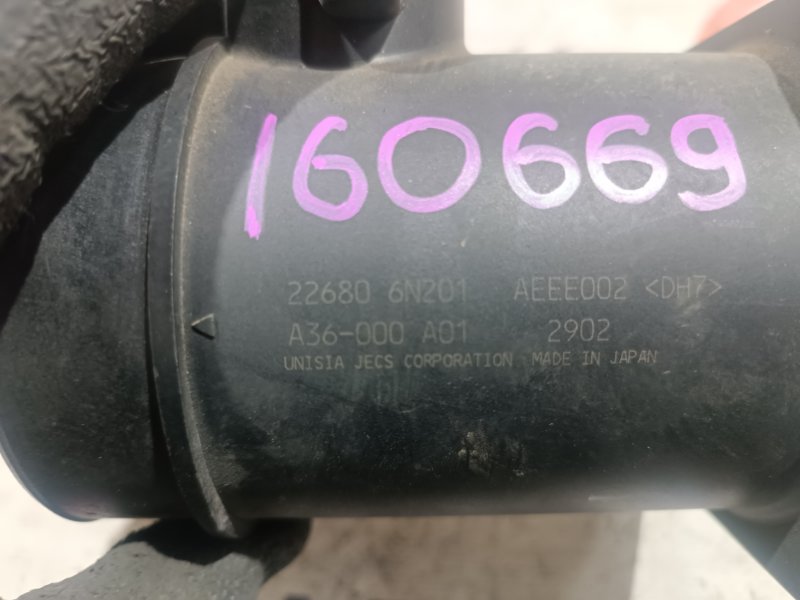 160669
22680 6N201 AEEE002 <DH7>
A36-000 A01 2902
UNISIA JECS CORPORATION MADE IN JAPAN